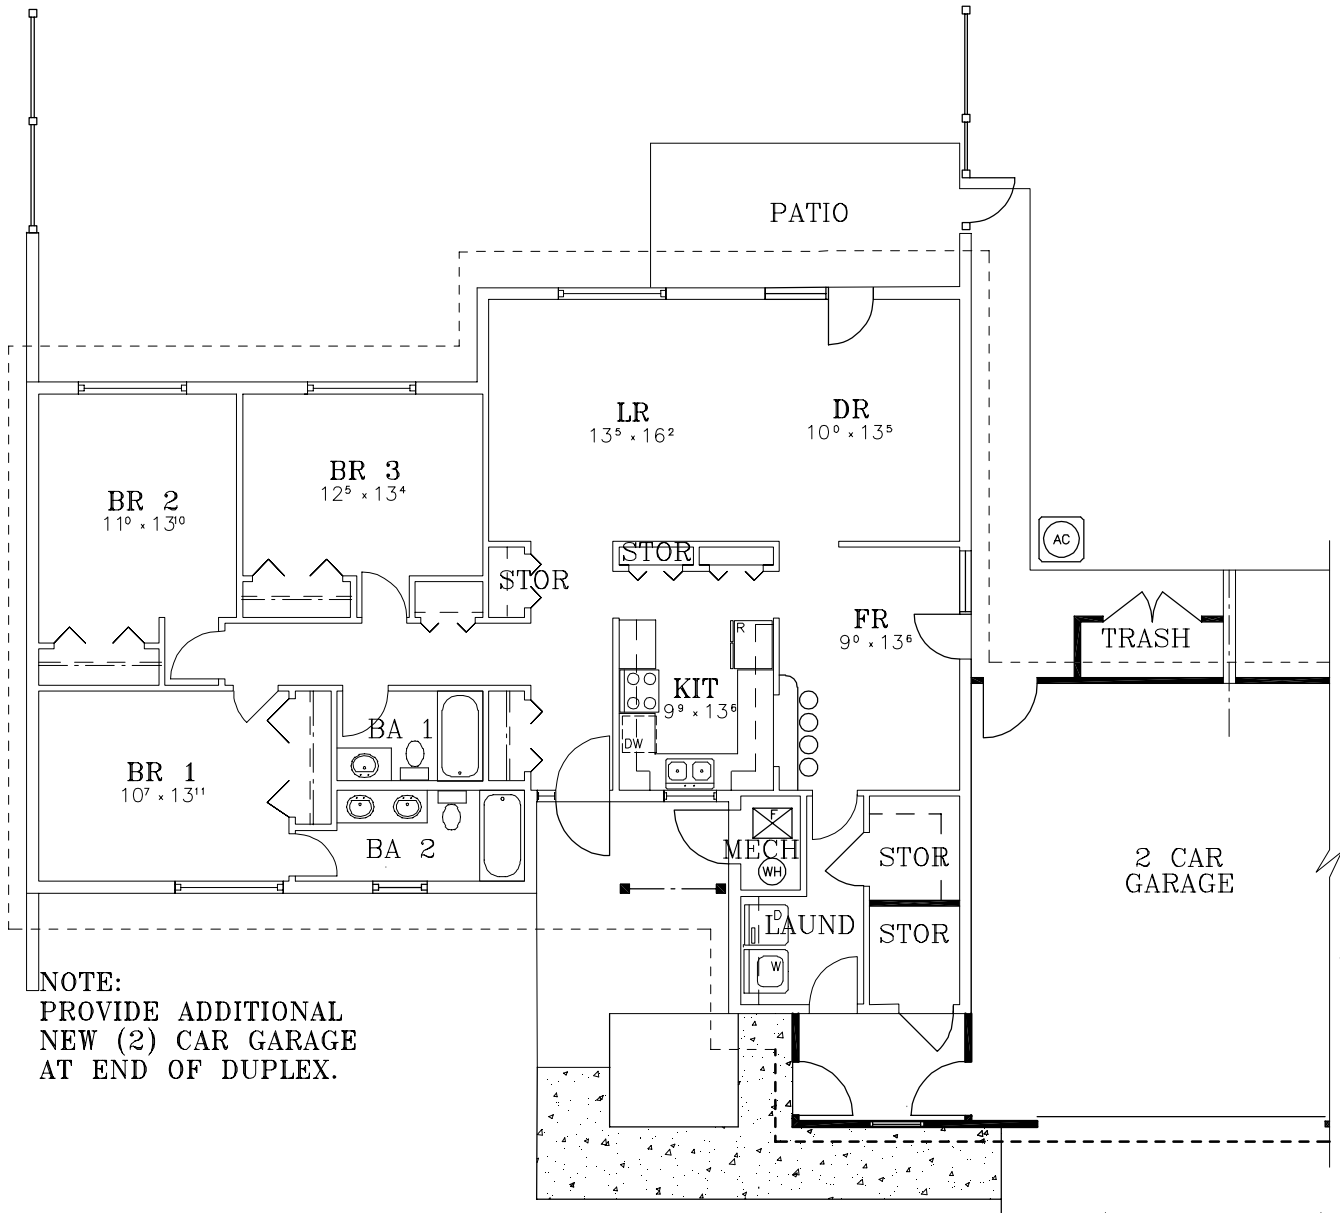 PATIO
LR
13⁵ x 16²
DR
10⁰ x 13⁵
BR 3
12⁵ x 13⁴
BR 2
11⁰ x 13¹⁰
AC
STOR
STOR
FR
9⁰ x 13⁶
R
TRASH
KIT
9⁹ x 13⁶
BA 1
DW
BR 1
10⁷ x 13¹¹
F
MECH
WH
BA 2
STOR
2 CAR
GARAGE
D
LAUND
STOR
W
NOTE:
PROVIDE ADDITIONAL
NEW (2) CAR GARAGE
AT END OF DUPLEX.